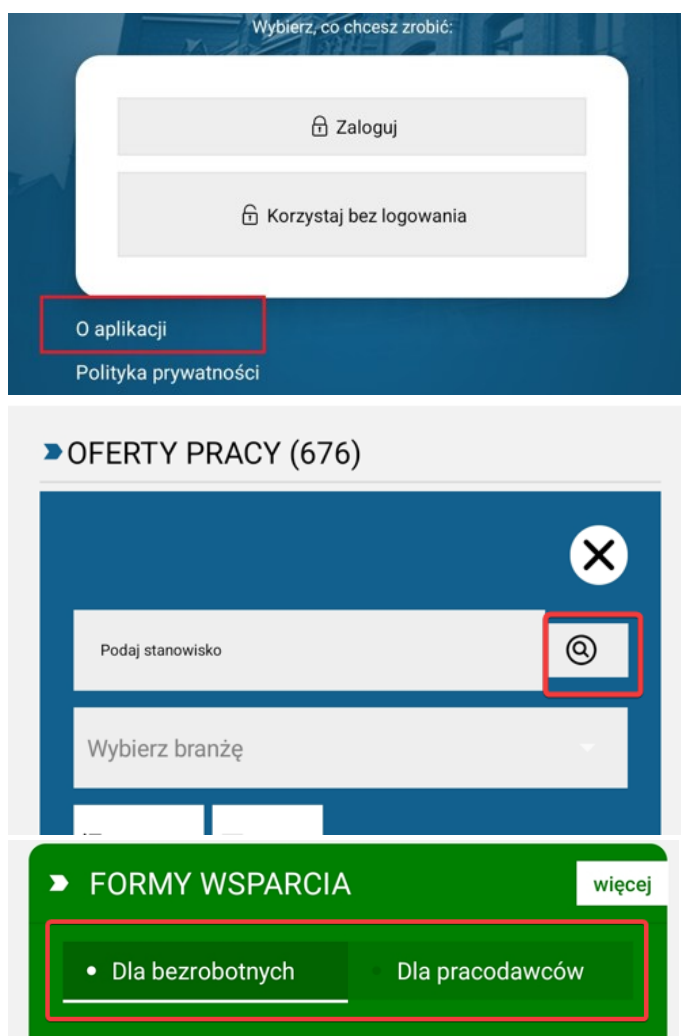 Wybierz, co chcesz zrobić:
Zaloguj
Korzystaj bez logowania
O aplikacji
Polityka prywatności
OFERTY PRACY (676)
Podaj stanowisko
Wybierz branżę
FORMY WSPARCIA
więcej
Dla bezrobotnych
Dla pracodawców